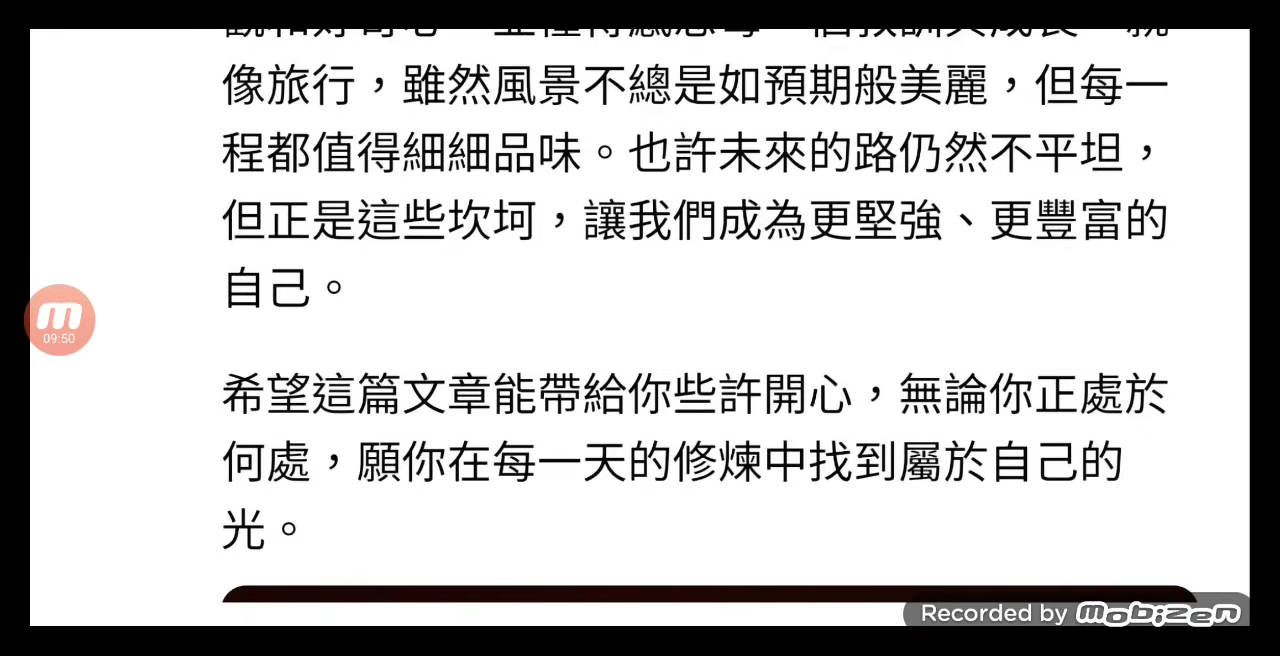 像旅行，雖然風景不總是如預期般美麗，但每一
程都值得細細品味。也許未來的路仍然不平坦，
但正是這些坎坷，讓我們成為更堅強、更豐富的
自己。
希望這篇文章能帶給你些許開心，無論你正處於
何處，願你在每一天的修煉中找到屬於自己的
光。
m
09:50
Recorded by mobizen